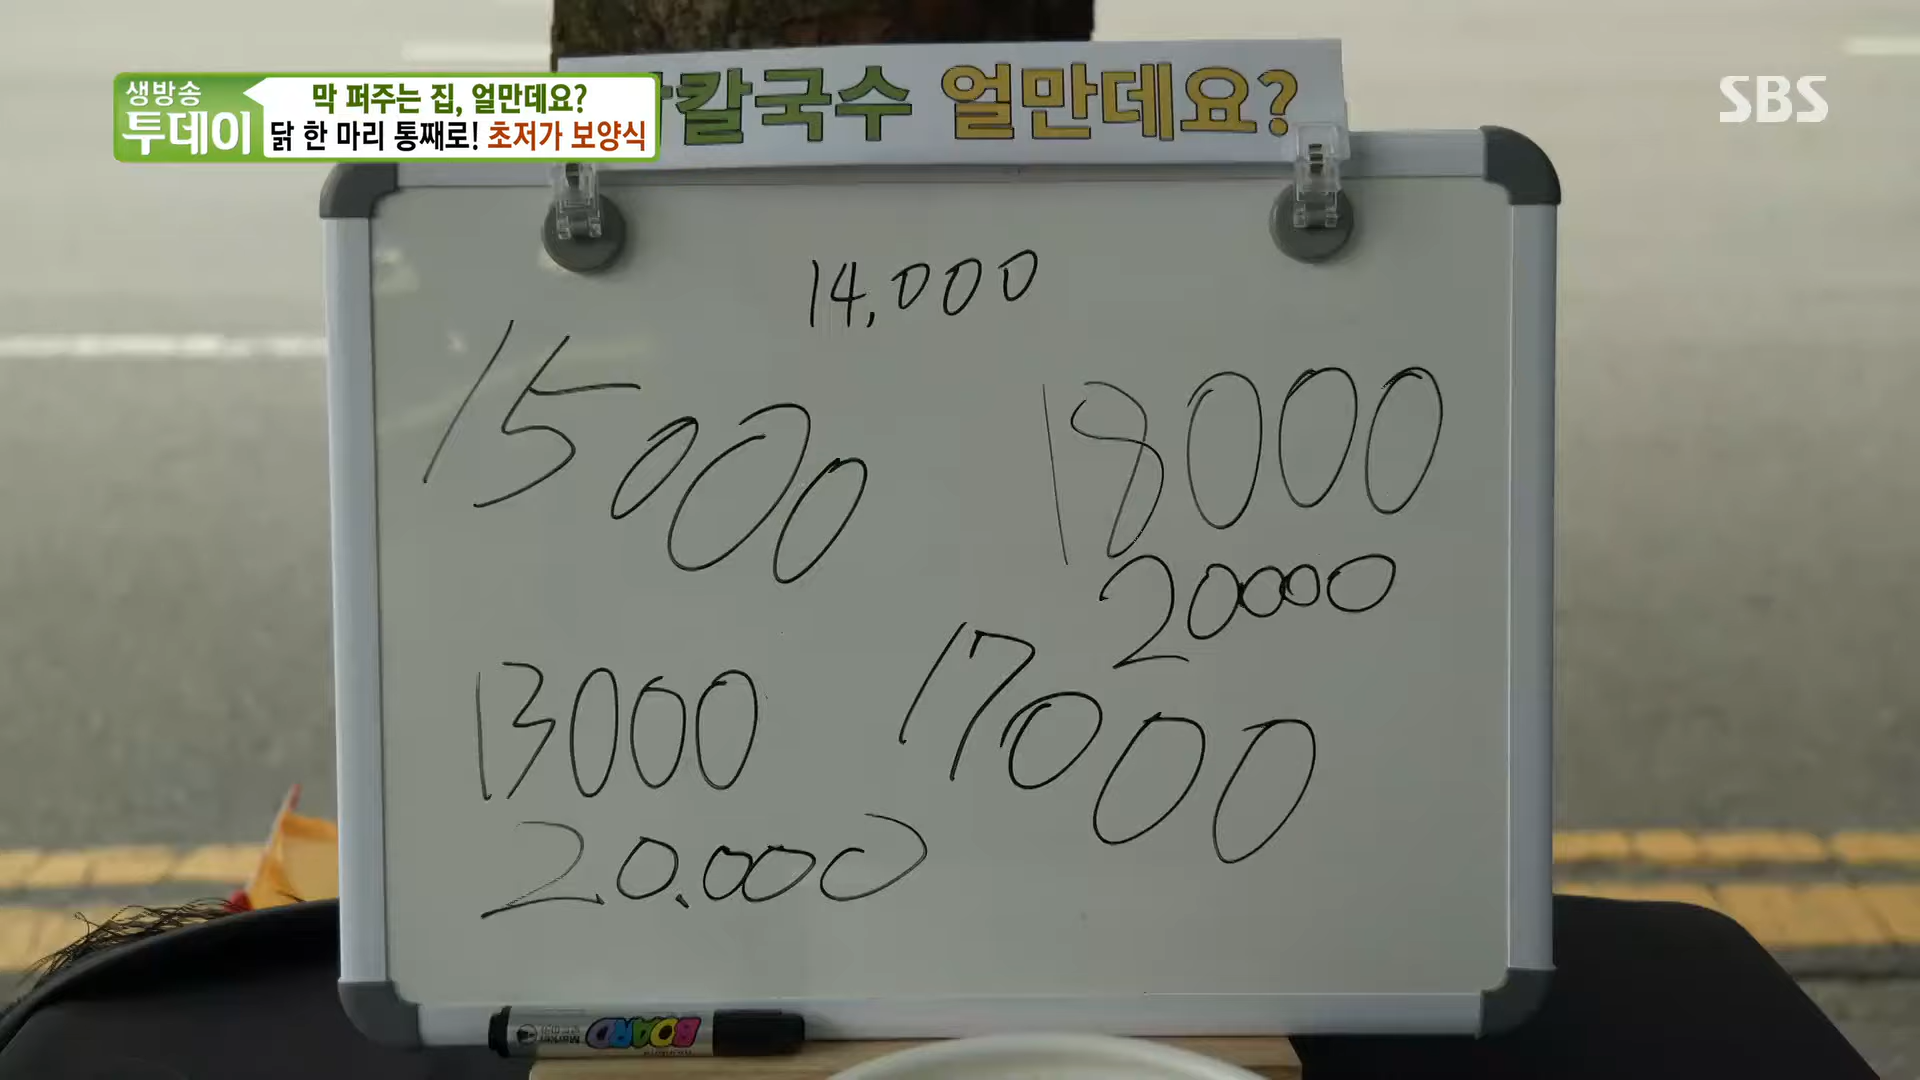 생방송 투데이
막 퍼주는 집, 얼만데요?
닭 한 마리 통째로! 초저가 보양식
SBS
칼국수 얼만데요?
14,000
15000
18000
20000
13000
17000
20.000
BOARD
Marker